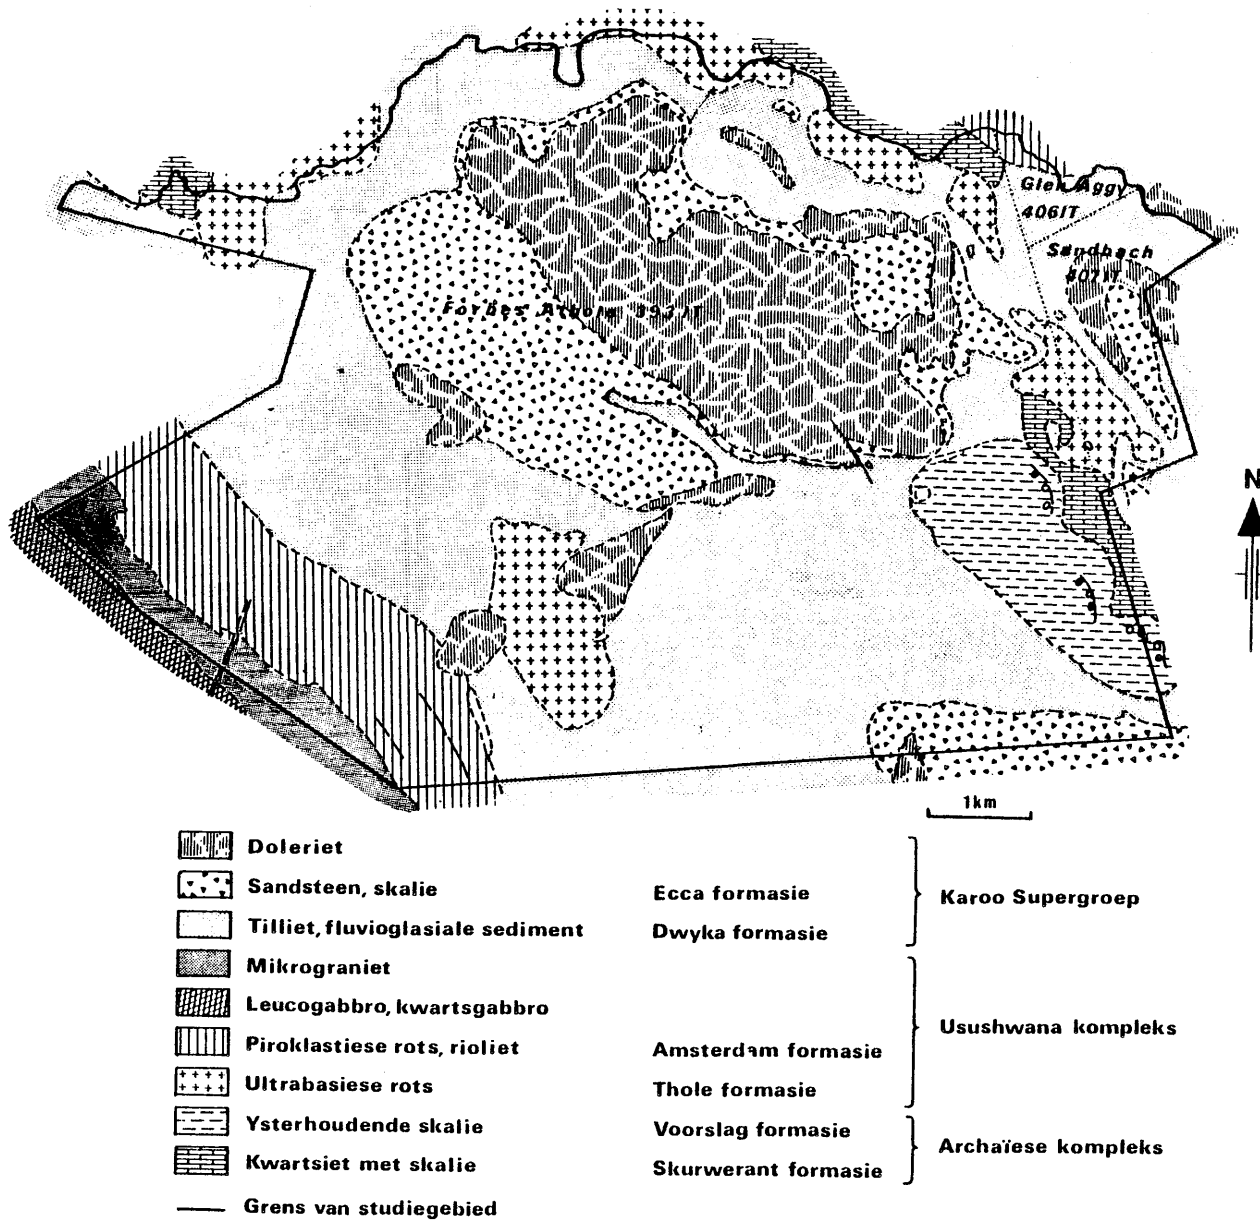 Glen Aggy
406IT
Sandbach
407IT
Forbes Athole 393IT
N
1km
Doleriet
Sandsteen, skalie
Ecca formasie
Karoo Supergroep
Tilliet, fluvioglasiale sediment
Dwyka formasie
Mikrograniet
Leucogabbro, kwartsgabbro
Usushwana kompleks
Piroklastiese rots, rioliet
Amsterdam formasie
Ultrabasiese rots
Thole formasie
Ysterhoudende skalie
Voorslag formasie
Archaïese kompleks
Kwartsiet met skalie
Skurwerant formasie
Grens van studiegebied